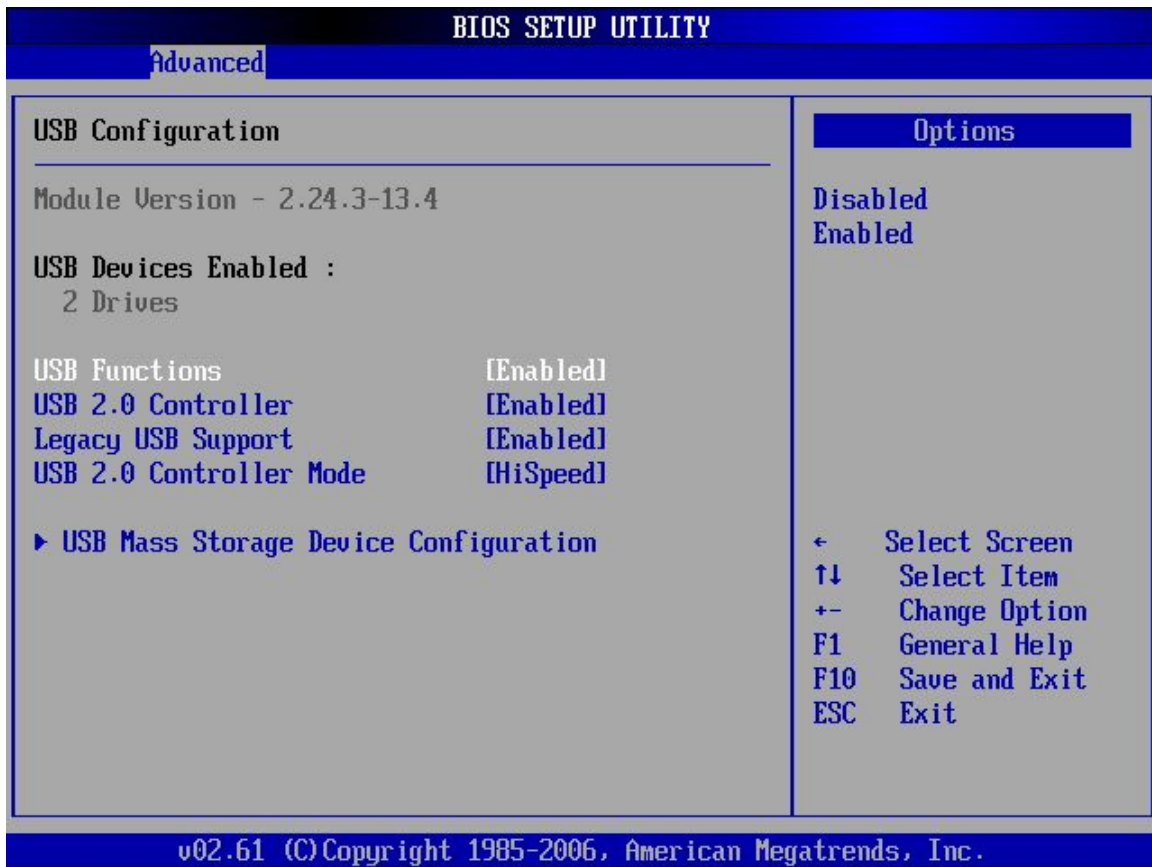 BIOS SETUP UTILITY
Advanced
USB Configuration
Module Version - 2.24.3-13.4
USB Devices Enabled :
2 Drives
USB Functions [Enabled]
USB 2.0 Controller [Enabled]
Legacy USB Support [Enabled]
USB 2.0 Controller Mode [HiSpeed]
▶ USB Mass Storage Device Configuration
Options
Disabled
Enabled
← Select Screen
↑↓ Select Item
+- Change Option
F1 General Help
F10 Save and Exit
ESC Exit
v02.61 (C)Copyright 1985-2006, American Megatrends, Inc.